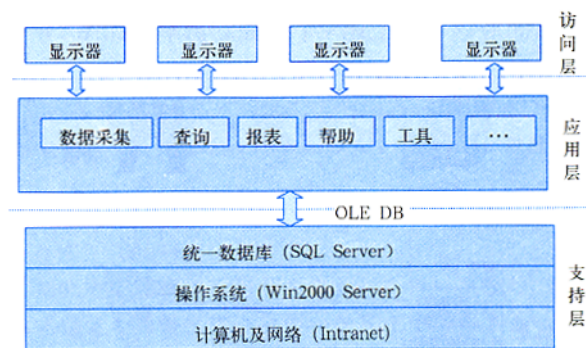 显示器 显示器 显示器 显示器
访问层
数据采集 查询 报表 帮助 工具 ...
应用层
OLE DB
统一数据库 (SQL Server)
操作系统 (Win2000 Server)
计算机及网络 (Intranet)
支持层